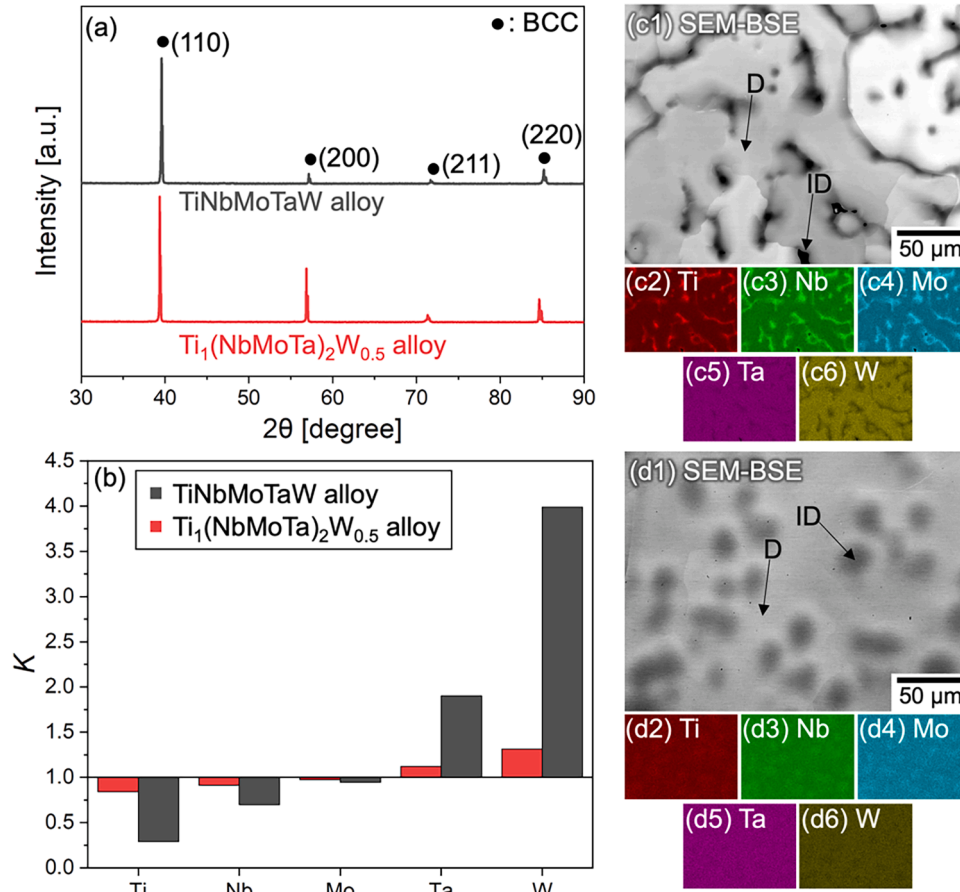 (a)
● (110)
● : BCC
● (200)
● (211)
(220)
●
TiNbMoTaW alloy
Ti₁(NbMoTa)₂W₀.₅ alloy
Intensity [a.u.]
30 40 50 60 70 80 90
2θ [degree]
(b)
TiNbMoTaW alloy
Ti₁(NbMoTa)₂W₀.₅ alloy
4.5
4.0
3.5
3.0
2.5
2.0
1.5
1.0
0.5
0.0
K
Ti Nb Mo Ta W
(c1) SEM-BSE
D
ID
50 μm
(c2) Ti (c3) Nb (c4) Mo
(c5) Ta (c6) W
(d1) SEM-BSE
ID
D
50 μm
(d2) Ti (d3) Nb (d4) Mo
(d5) Ta (d6) W